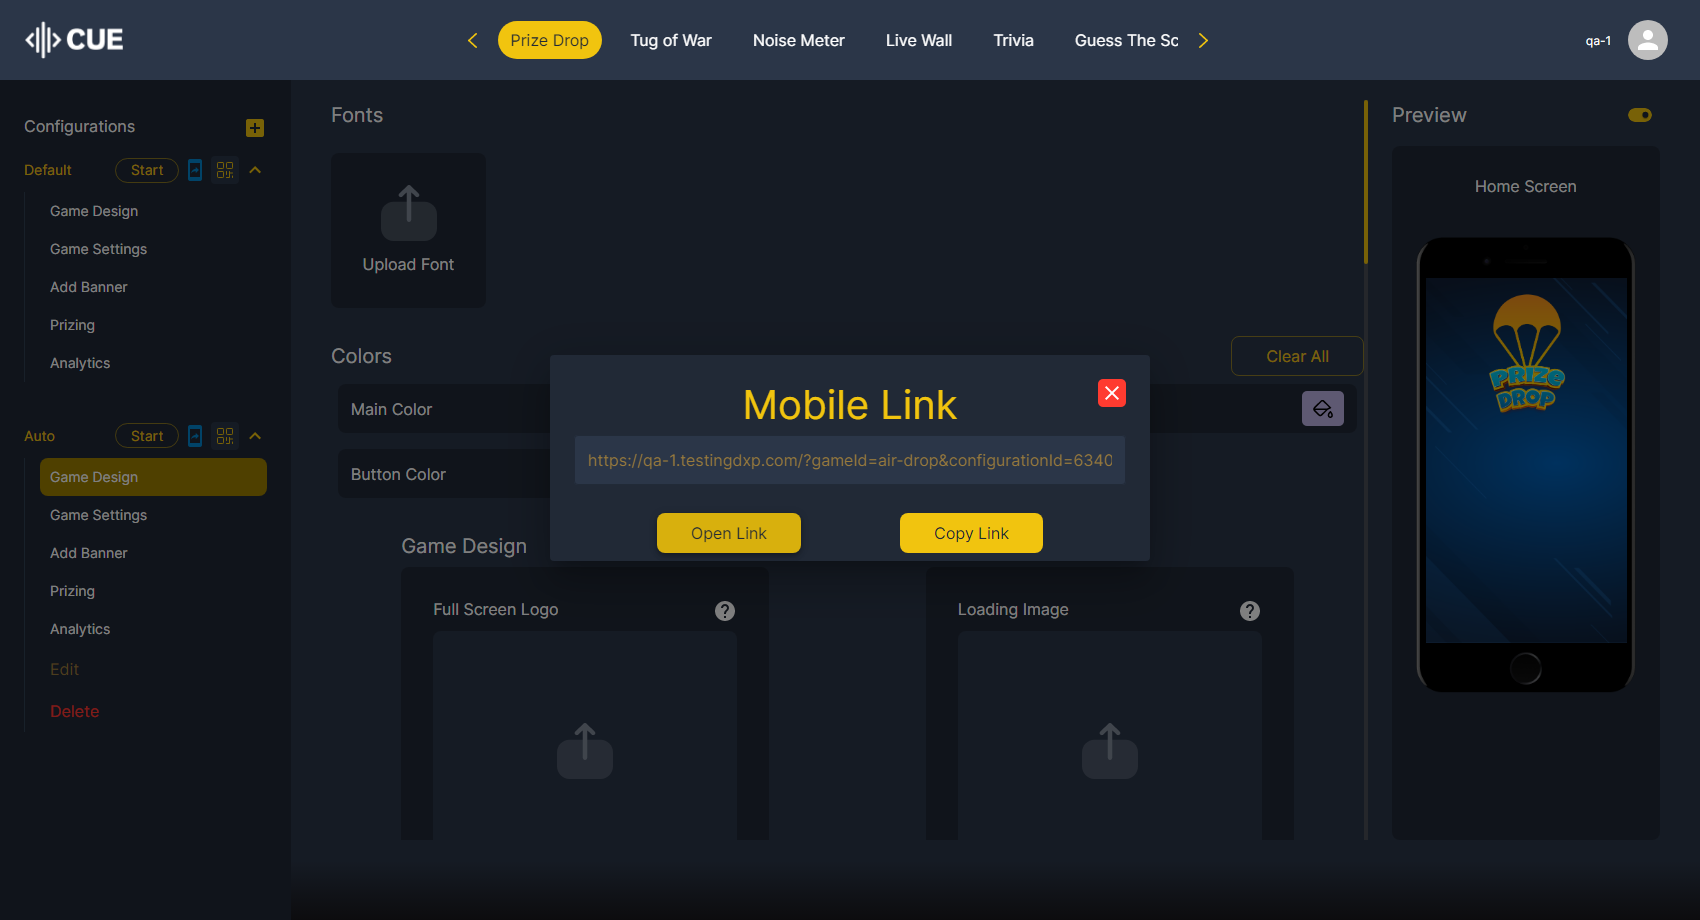 CUE
Prize Drop
Tug of War
Noise Meter
Live Wall
Trivia
Guess The Sc
qa-1
Configurations
Default
Start
Game Design
Game Settings
Add Banner
Prizing
Analytics
Auto
Start
Game Design
Game Settings
Add Banner
Prizing
Analytics
Edit
Delete
Fonts
Upload Font
Colors
Clear All
Main Color
Button Color
Mobile Link
https://qa-1.testingdxp.com/?gameId=air-drop&configurationId=6340
Open Link
Copy Link
Game Design
Full Screen Logo
?
Loading Image
?
Preview
Home Screen
PRIZE
DROP